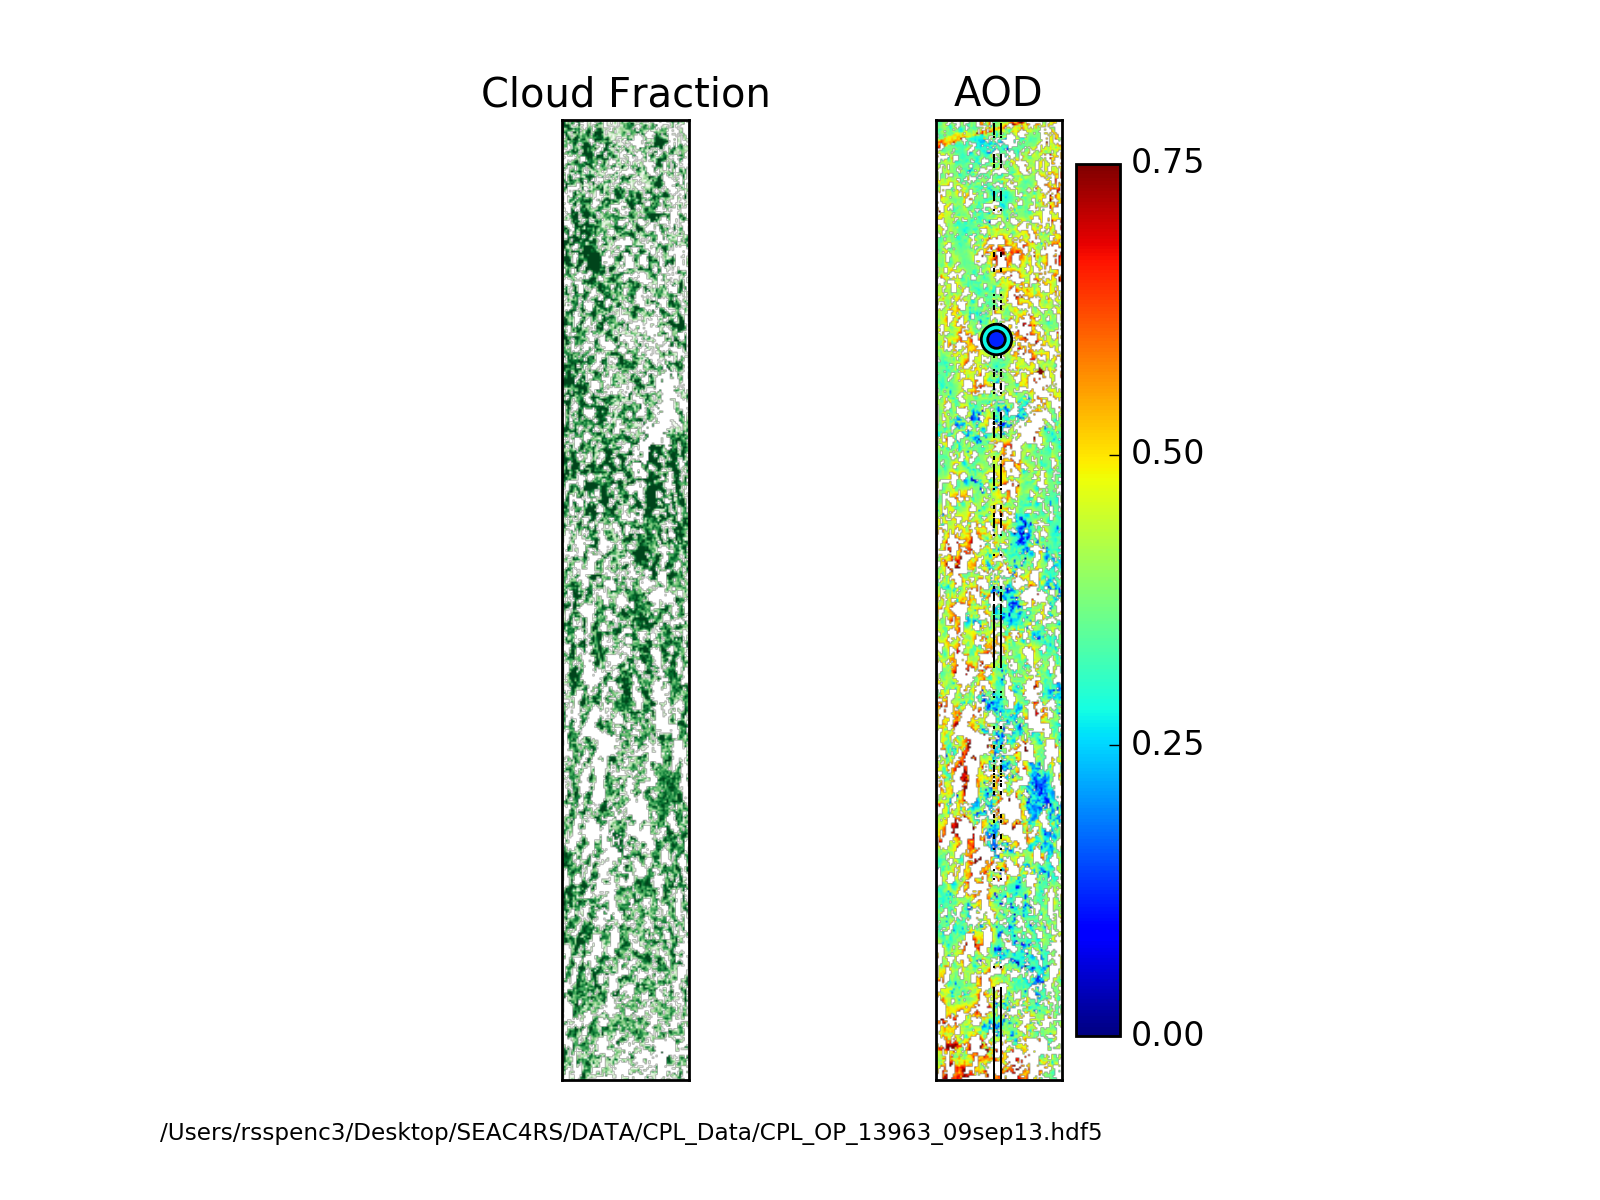 Cloud Fraction
AOD
0.75
0.50
0.25
0.00
/Users/rsspenc3/Desktop/SEAC4RS/DATA/CPL_Data/CPL_OP_13963_09sep13.hdf5